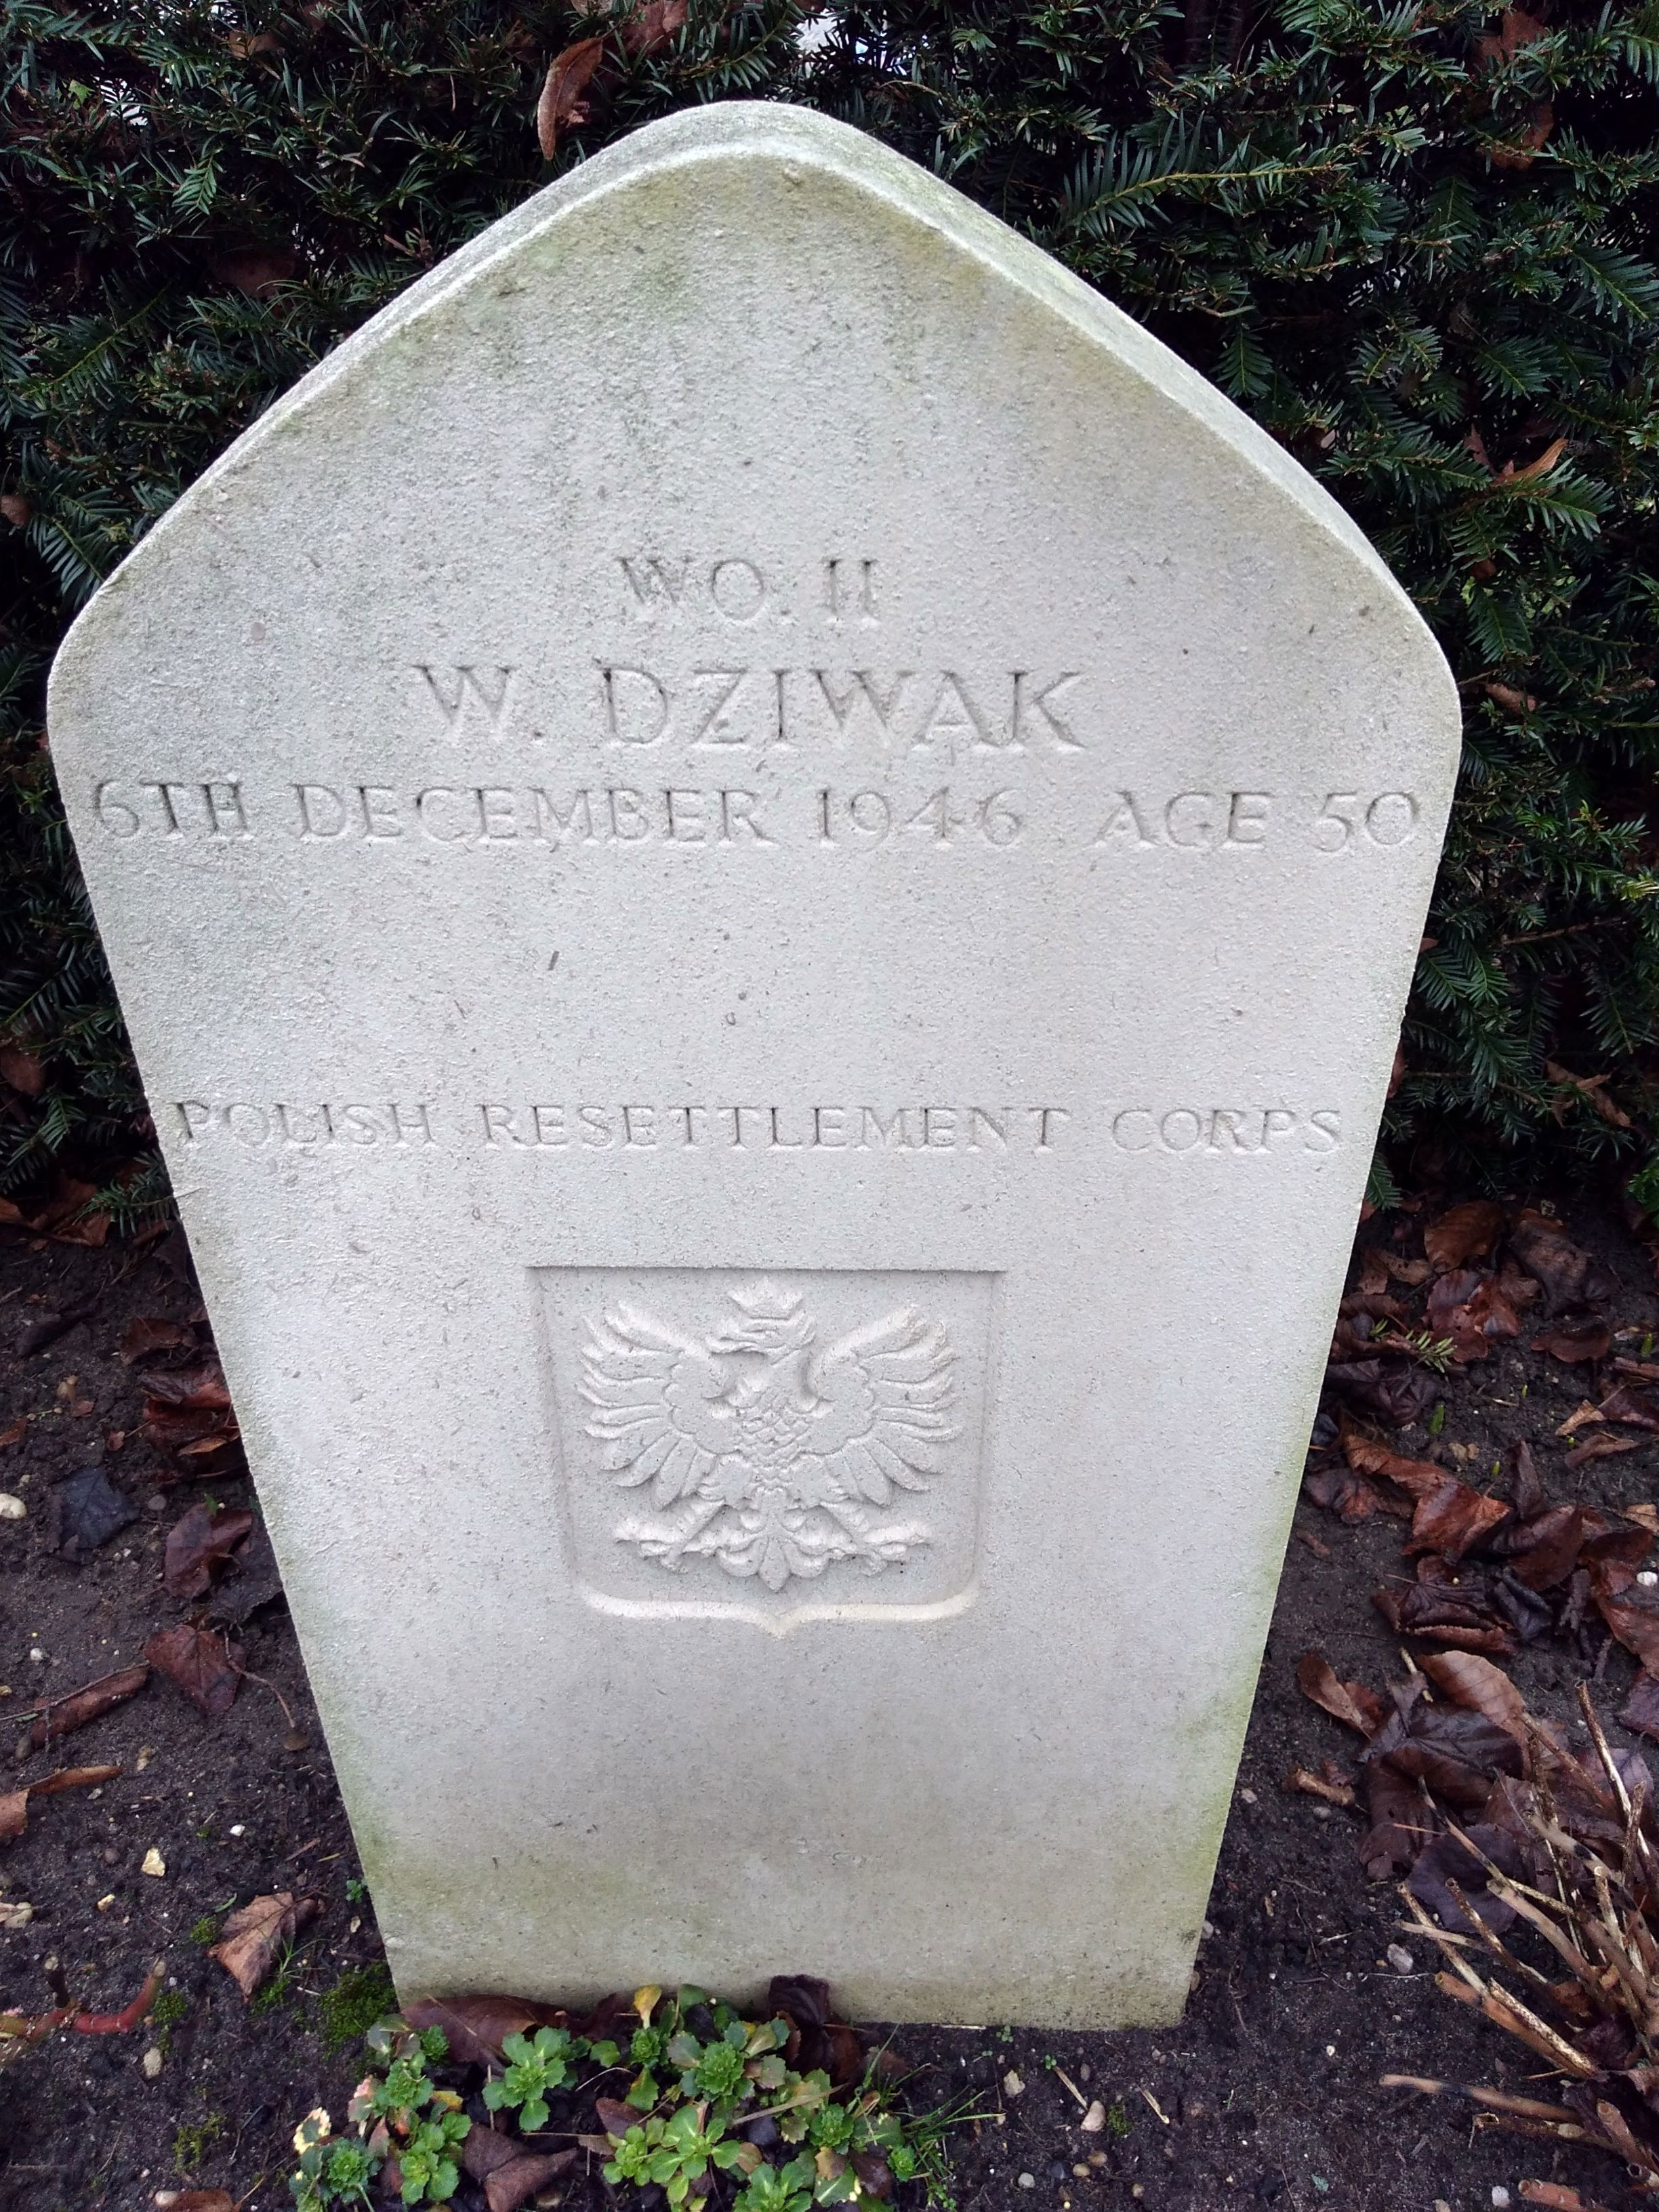 WO. II
W. DZIWAK
6TH DECEMBER 1946 AGE 50
POLISH RESETTLEMENT CORPS